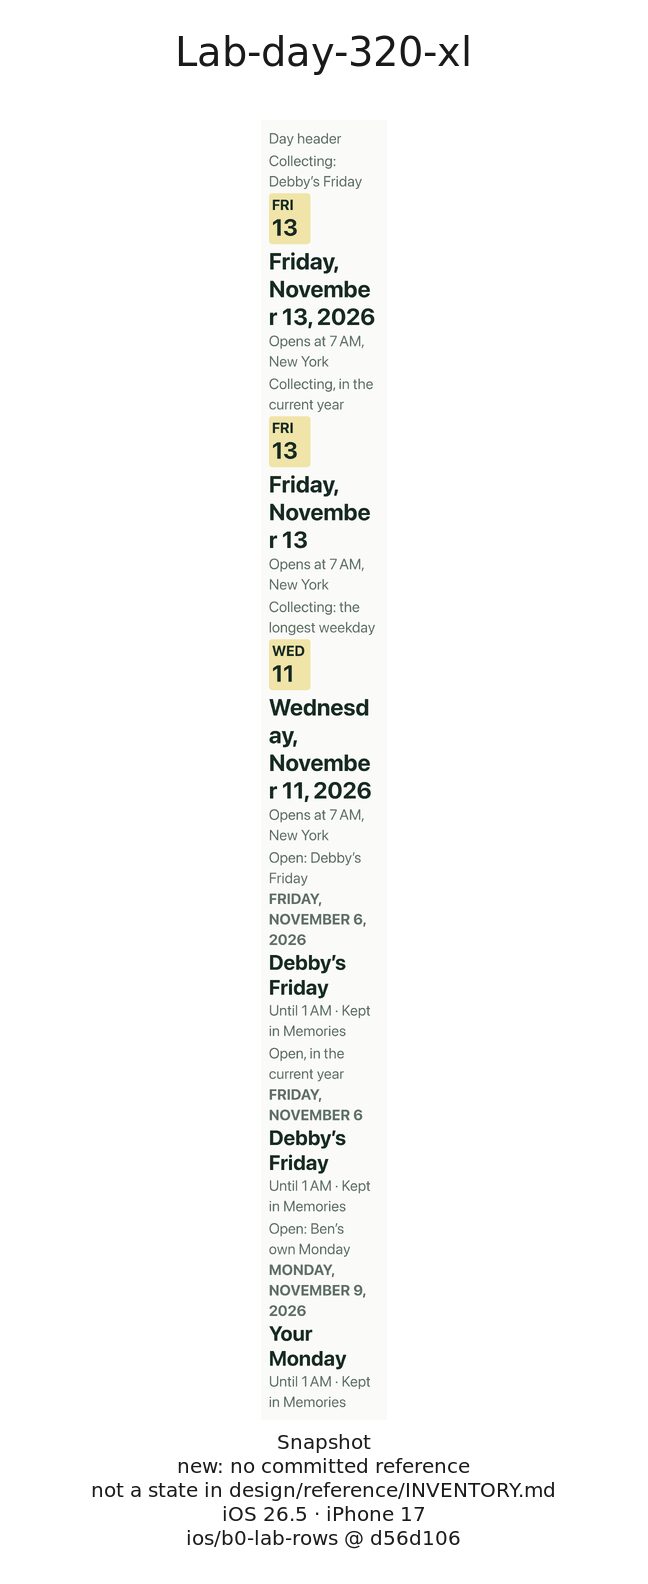 Lab-day-320-xl
Day header
Collecting:
Debby’s Friday
FRI
13
Friday,
Novembe
r 13, 2026
Opens at 7 AM,
New York
Collecting, in the
current year
FRI
13
Friday,
Novembe
r 13
Opens at 7 AM,
New York
Collecting: the
longest weekday
WED
11
Wednesd
ay,
Novembe
r 11, 2026
Opens at 7 AM,
New York
Open: Debby’s
Friday
FRIDAY,
NOVEMBER 6,
2026
Debby’s
Friday
Until 1 AM · Kept
in Memories
Open, in the
current year
FRIDAY,
NOVEMBER 6
Debby’s
Friday
Until 1 AM · Kept
in Memories
Open: Ben’s
own Monday
MONDAY,
NOVEMBER 9,
2026
Your
Monday
Until 1 AM · Kept
in Memories
Snapshot
new: no committed reference
not a state in design/reference/INVENTORY.md
iOS 26.5 · iPhone 17
ios/b0-lab-rows @ d56d106